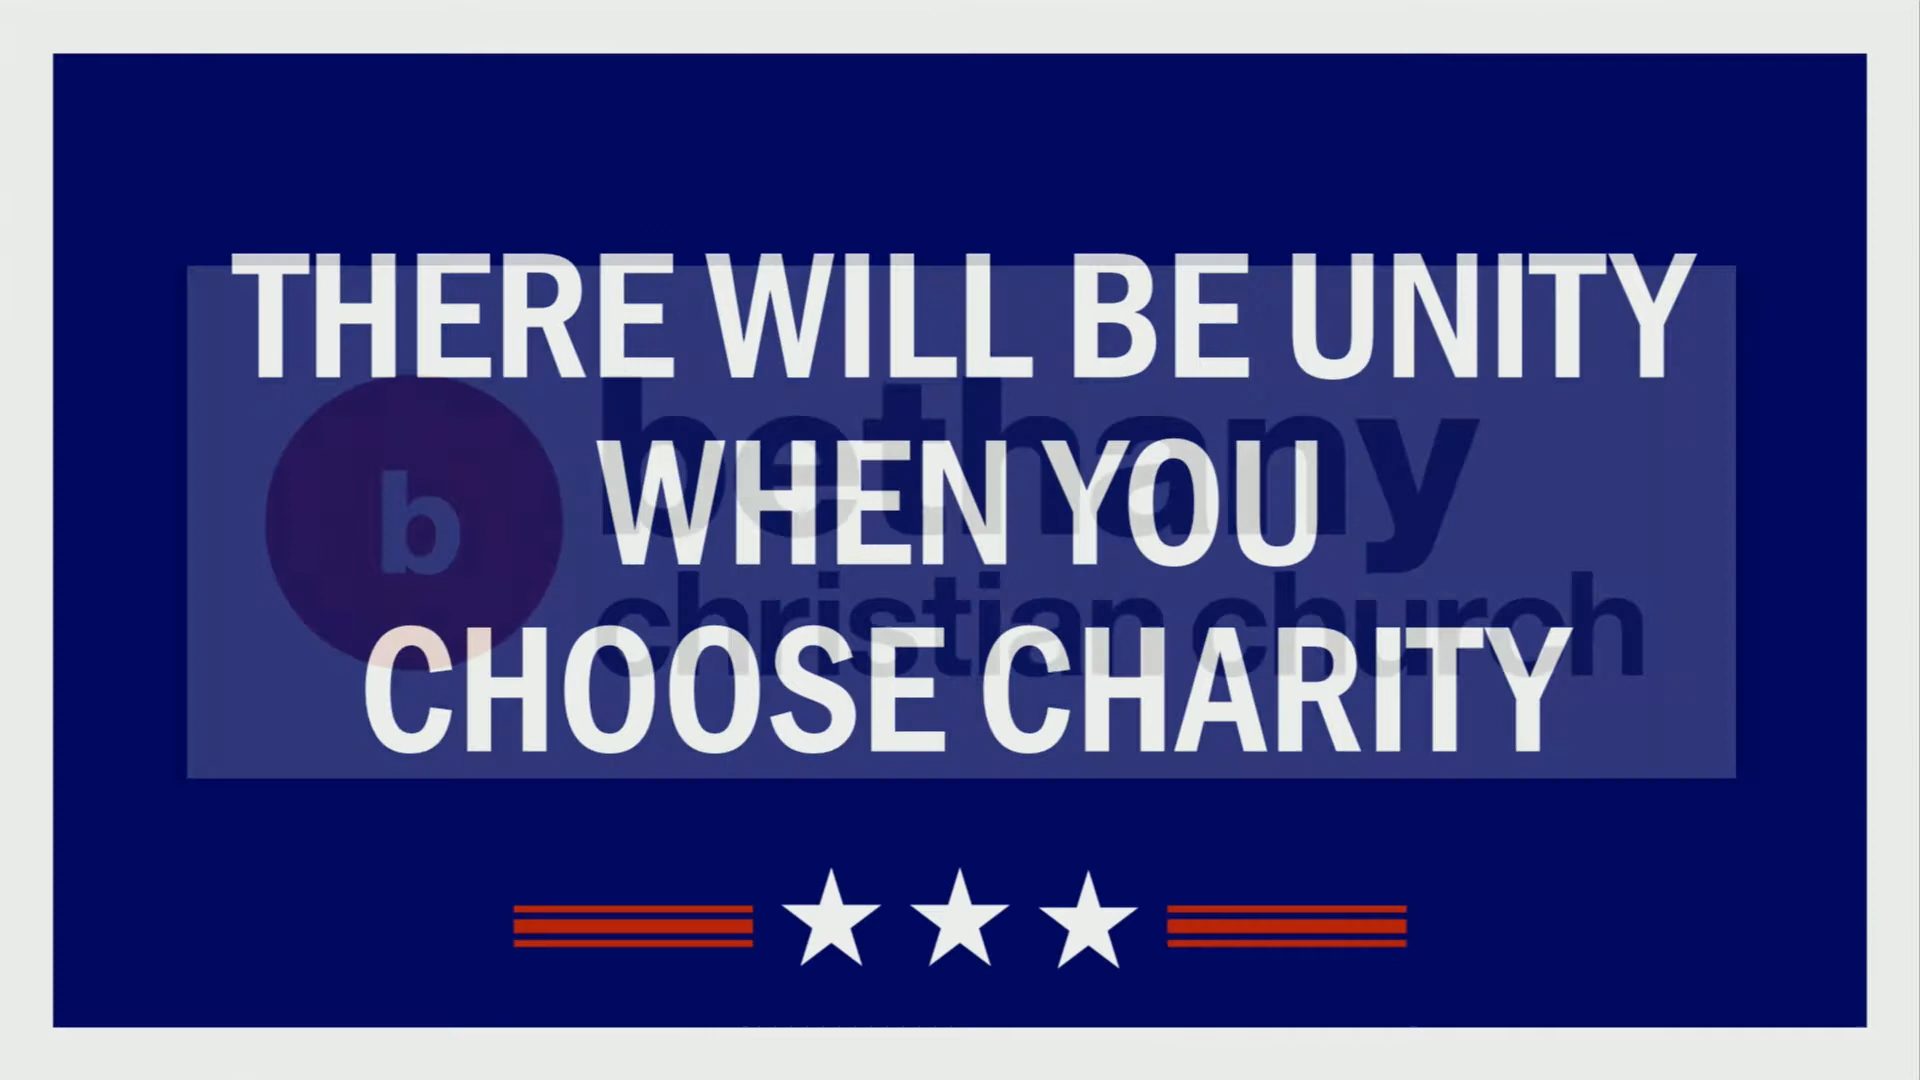 THERE WILL BE UNITY
bethany
b
WHEN YOU
christian church
CHOOSE CHARITY